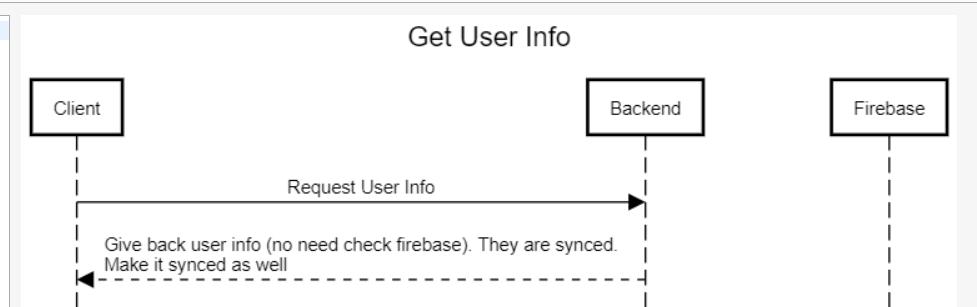 Get User Info
Client
Backend
Firebase
Request User Info
Give back user info (no need check firebase). They are synced.
Make it synced as well